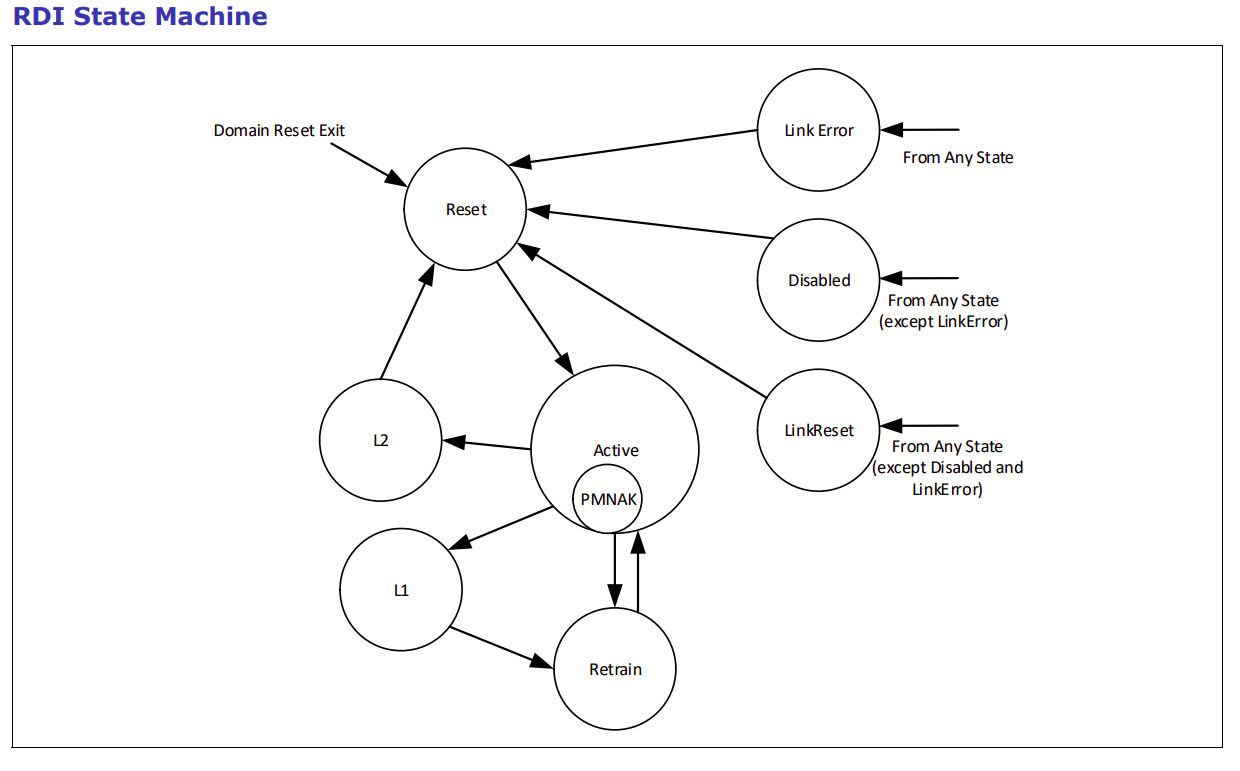 RDI State Machine
Domain Reset Exit
Link Error
From Any State
Reset
Disabled
From Any State
(except LinkError)
L2
Active
LinkReset
From Any State
(except Disabled and
LinkError)
PMNAK
L1
Retrain